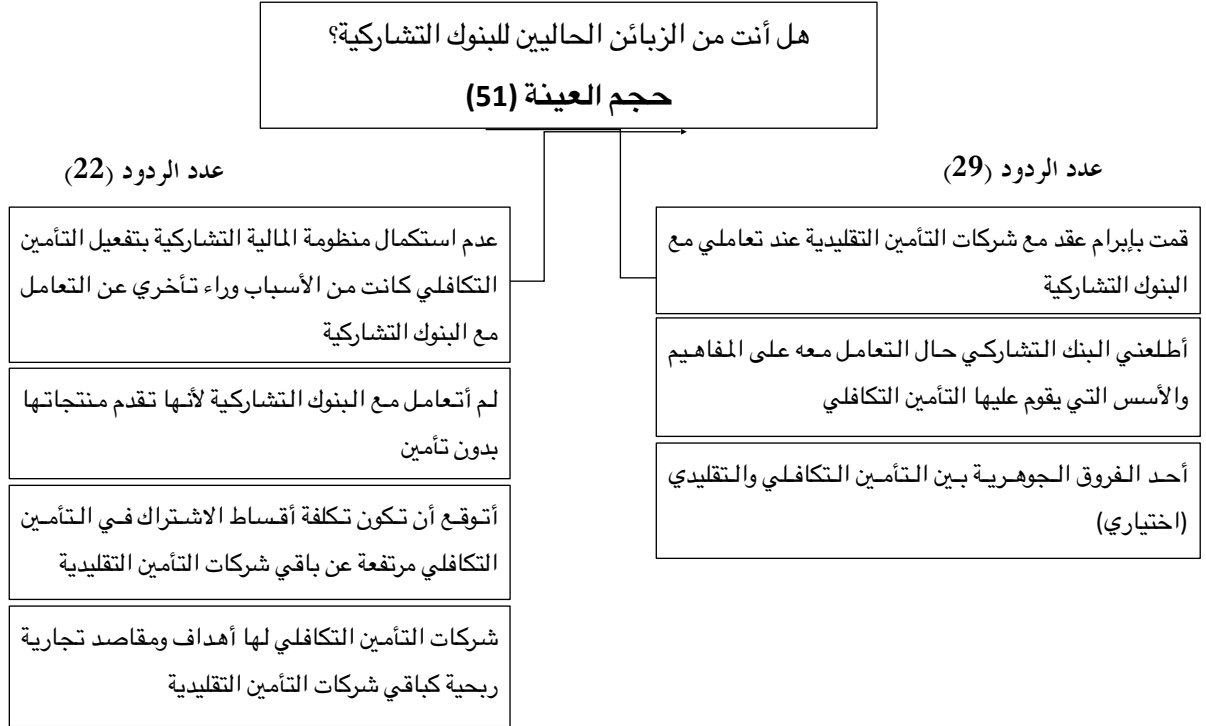 هل أنت من الزبائن الحاليين للبنوك التشاركية؟
حجم العينة (51)
عدد الردود (29)
قمت بإبرام عقد مع شركات التأمين التقليدية عند تعاملي مع
البنوك التشاركية
أطلعني البنك التشاركي حال التعامل معه على المفاهيم
والأسس التي يقوم عليها التأمين التكافلي
أحد الفروق الجوهرية بين التأمين التكافلي والتقليدي
(اختياري)
عدد الردود (22)
عدم استكمال منظومة المالية التشاركية بتفعيل التأمين
التكافلي كانت من الأسباب وراء تأخري عن التعامل
مع البنوك التشاركية
لم أتعامل مع البنوك التشاركية لأنها تقدم منتجاتها
بدون تأمين
أتوقع أن تكون تكلفة أقساط الاشتراك في التأمين
التكافلي مرتفعة عن باقي شركات التأمين التقليدية
شركات التأمين التكافلي لها أهداف ومقاصد تجارية
ربحية كباقي شركات التأمين التقليدية